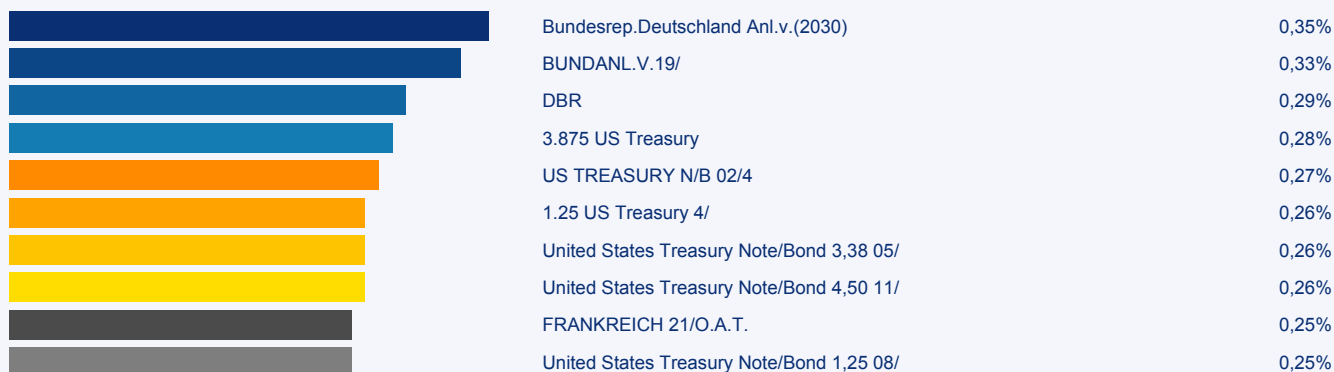 Bundesrep.Deutschland Anl.v.(2030) 0,35%
BUNDANL.V.19/ 0,33%
DBR 0,29%
3.875 US Treasury 0,28%
US TREASURY N/B 02/4 0,27%
1.25 US Treasury 4/ 0,26%
United States Treasury Note/Bond 3,38 05/ 0,26%
United States Treasury Note/Bond 4,50 11/ 0,26%
FRANKREICH 21/O.A.T. 0,25%
United States Treasury Note/Bond 1,25 08/ 0,25%